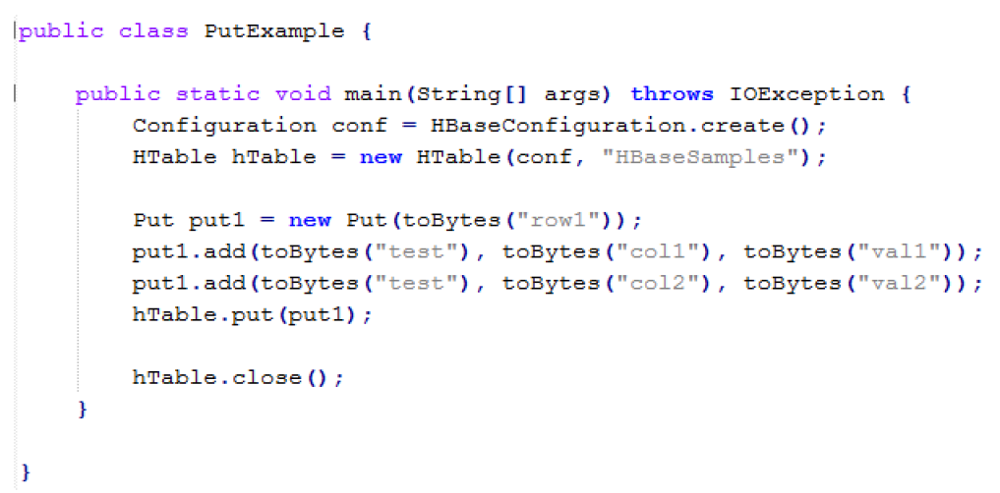 public class PutExample {
public static void main(String[] args) throws IOException {
Configuration conf = HBaseConfiguration.create();
HTable hTable = new HTable(conf, "HBaseSamples");
Put put1 = new Put(toBytes("row1"));
put1.add(toBytes("test"), toBytes("col1"), toBytes("val1"));
put1.add(toBytes("test"), toBytes("col2"), toBytes("val2"));
hTable.put(put1);
hTable.close();
}
}